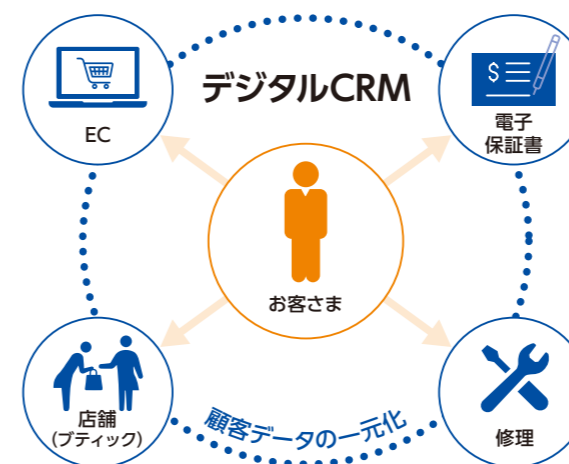 デジタルCRM
EC
電子
保証書
$
お客さま
店舗
(ブティック)
顧客データの一元化
修理